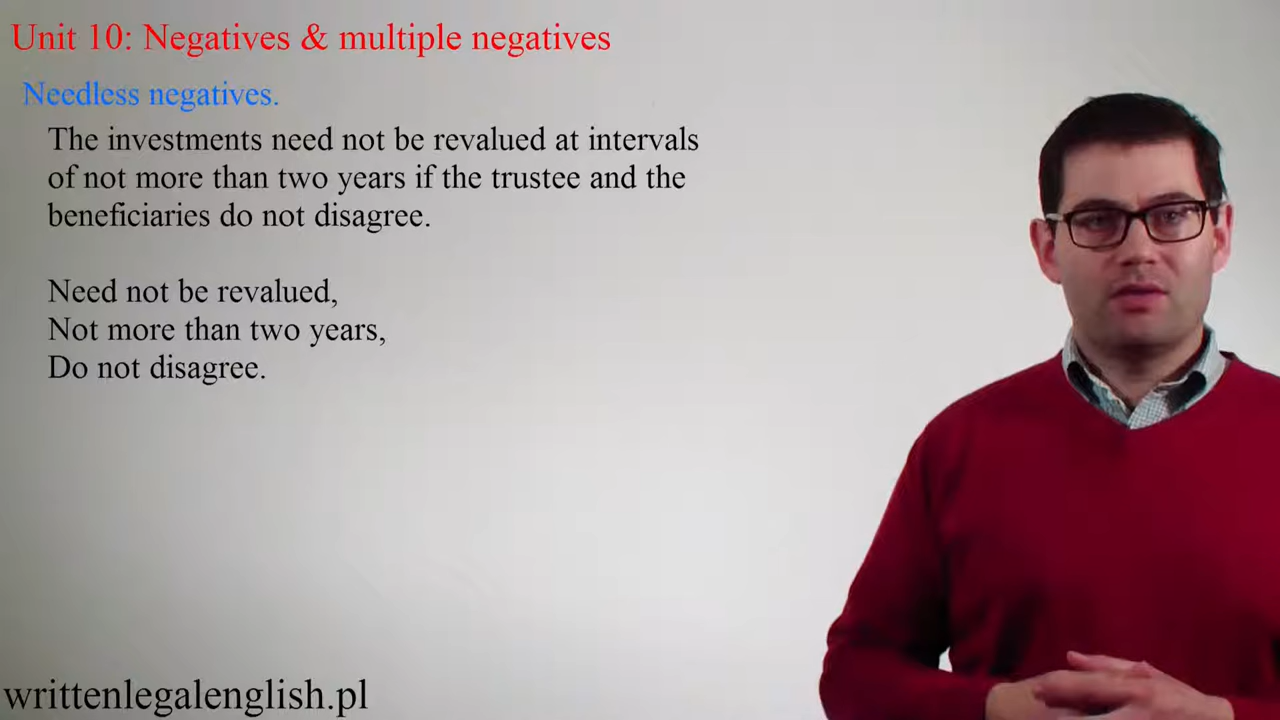 Unit 10: Negatives & multiple negatives
Needless negatives.
The investments need not be revalued at intervals
of not more than two years if the trustee and the
beneficiaries do not disagree.
Need not be revalued,
Not more than two years,
Do not disagree.
writtenlegalenglish.pl